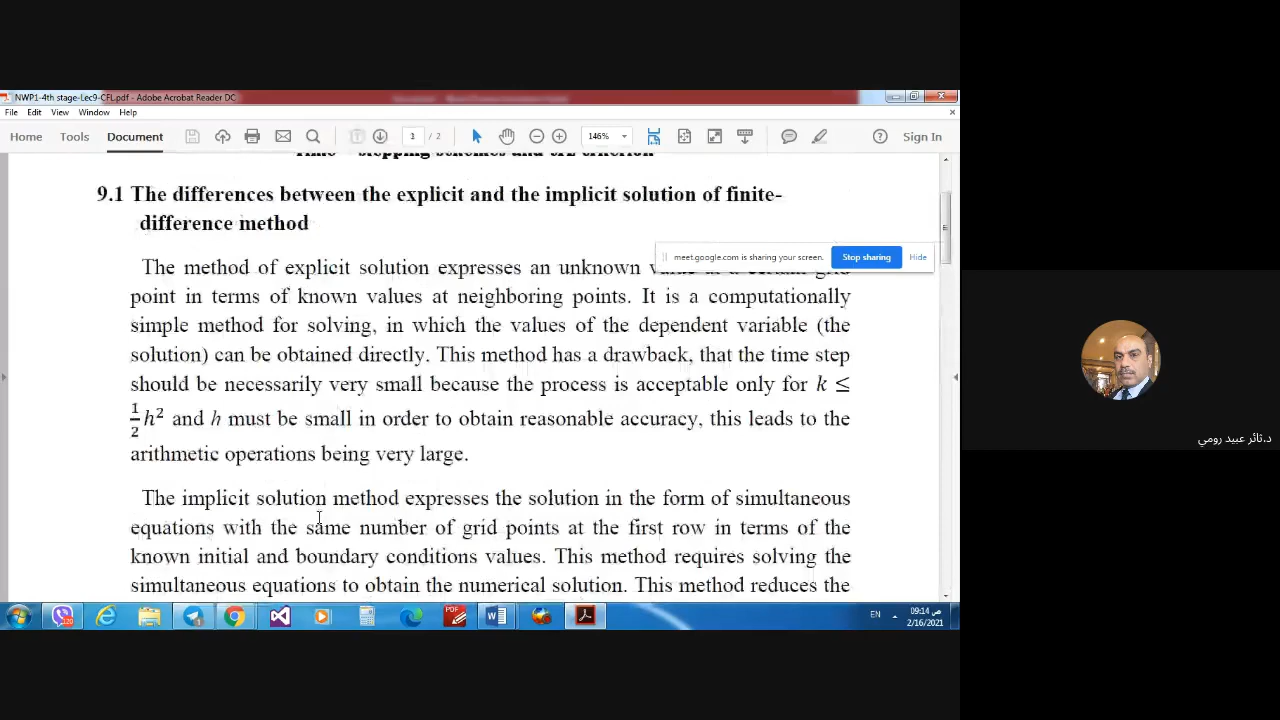 NWP1-4th stage-Lec9-CFL.pdf - Adobe Acrobat Reader DC
File Edit View Window Help
Home Tools Document 1 / 2 146% Sign In
Time stepping schemes and CFL criterion
9.1 The differences between the explicit and the implicit solution of finite-
difference method
meet.google.com is sharing your screen. Stop sharing Hide
The method of explicit solution expresses an unknown grid
point in terms of known values at neighboring points. It is a computationally
simple method for solving, in which the values of the dependent variable (the
solution) can be obtained directly. This method has a drawback, that the time step
should be necessarily very small because the process is acceptable only for k ≤
1/2 h² and h must be small in order to obtain reasonable accuracy, this leads to the
arithmetic operations being very large.
The implicit solution method expresses the solution in the form of simultaneous
equations with the same number of grid points at the first row in terms of the
known initial and boundary conditions values. This method requires solving the
simultaneous equations to obtain the numerical solution. This method reduces the
EN 09:14 ص
2/16/2021
د.ثائر عبيد رومي